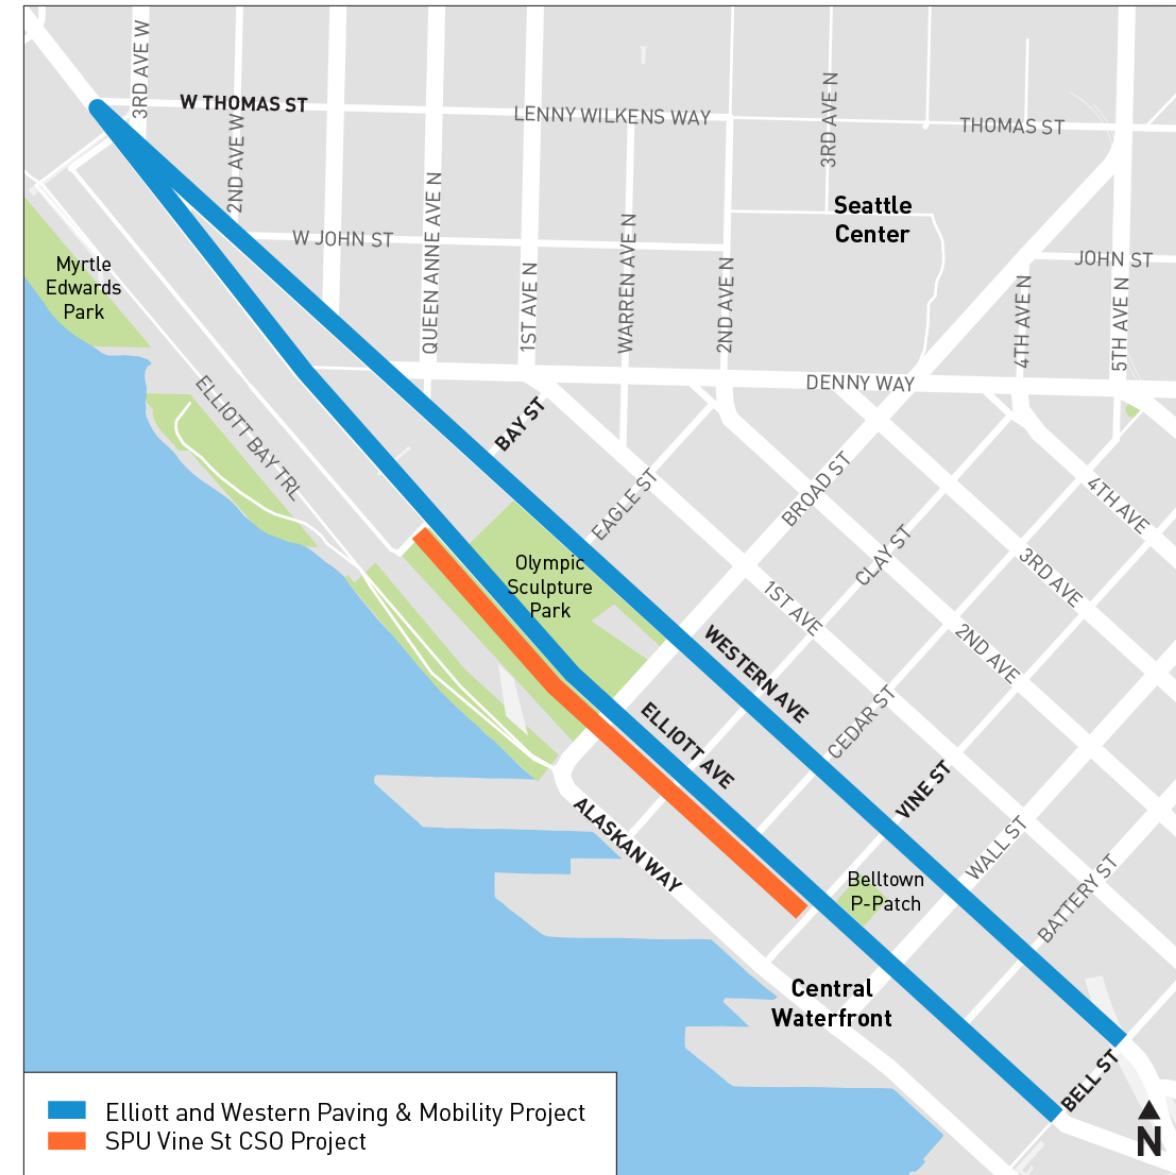 3RD AVE W
W THOMAS ST
2ND AVE W
LENNY WILKENS WAY
3RD AVE N
THOMAS ST
Seattle
Center
W JOHN ST
QUEEN ANNE AVE N
1ST AVE N
WARREN AVE N
2ND AVE N
JOHN ST
4TH AVE N
5TH AVE N
Myrtle
Edwards
Park
DENNY WAY
ELLIOTT BAY TRL
BAY ST
EAGLE ST
BROAD ST
4TH AVE
CLAY ST
3RD AVE
Olympic
Sculpture
Park
1ST AVE
2ND AVE
WESTERN AVE
CEDAR ST
ELLIOTT AVE
VINE ST
ALASKAN WAY
WALL ST
Belltown
P-Patch
BATTERY ST
Central
Waterfront
BELL ST
N
Elliott and Western Paving & Mobility Project
SPU Vine St CSO Project